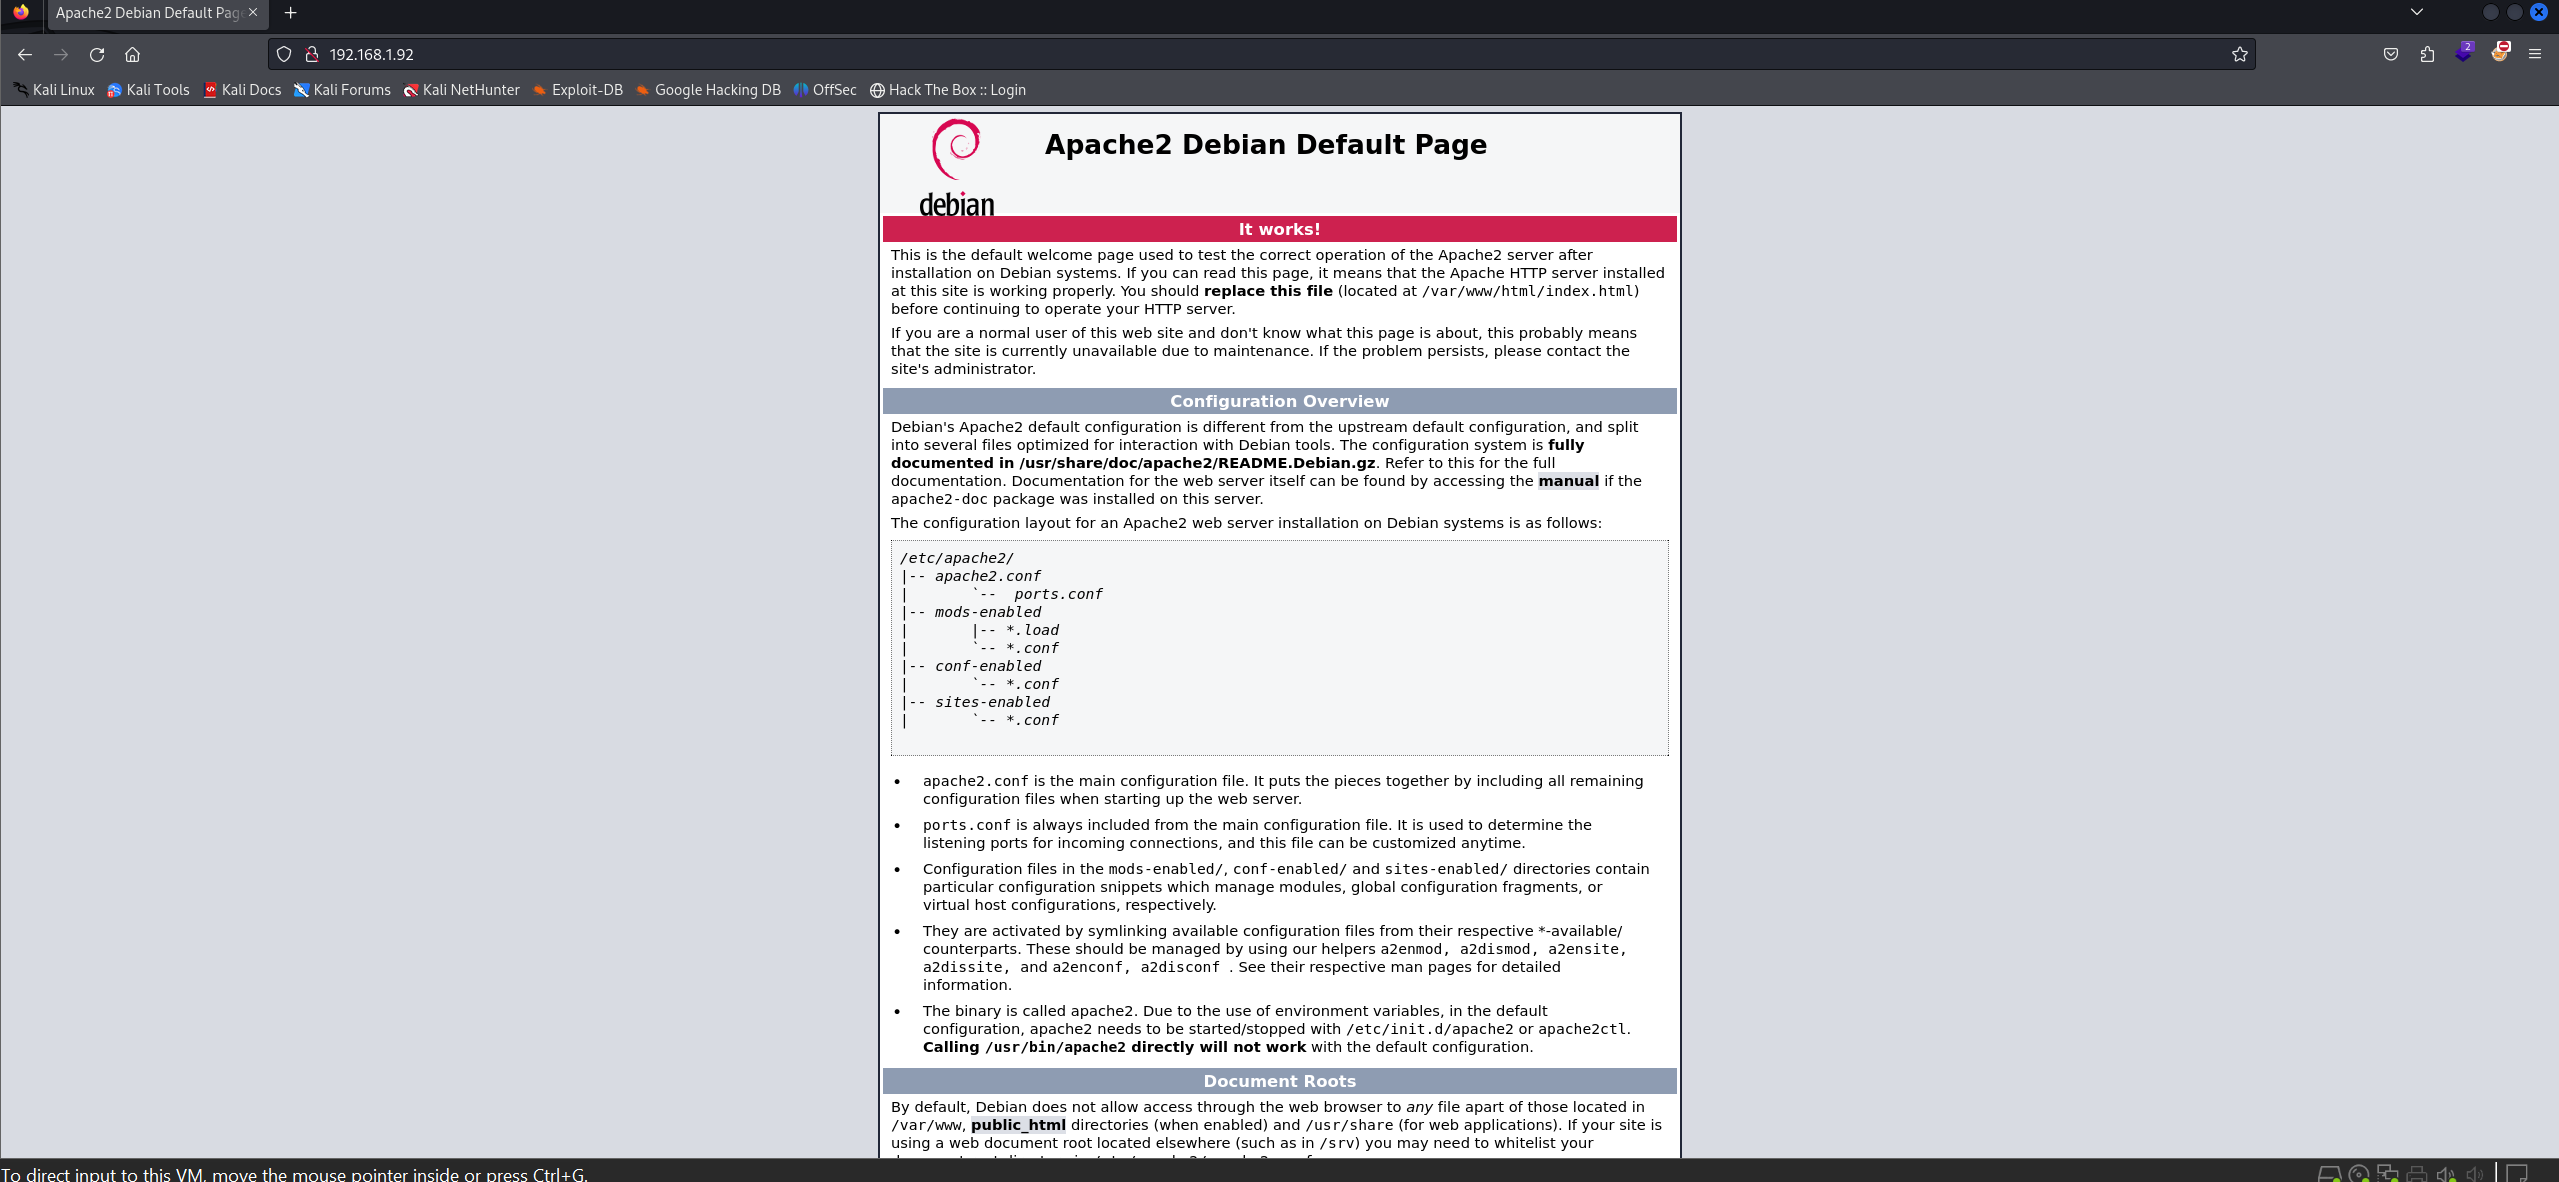 Apache2 Debian Default Pag
192.168.1.92
2
Kali Linux Kali Tools Kali Docs Kali Forums Kali NetHunter Exploit-DB Google Hacking DB OffSec Hack The Box :: Login
debian
Apache2 Debian Default Page
It works!
This is the default welcome page used to test the correct operation of the Apache2 server after
installation on Debian systems. If you can read this page, it means that the Apache HTTP server installed
at this site is working properly. You should replace this file (located at /var/www/html/index.html)
before continuing to operate your HTTP server.
If you are a normal user of this web site and don't know what this page is about, this probably means
that the site is currently unavailable due to maintenance. If the problem persists, please contact the
site's administrator.
Configuration Overview
Debian's Apache2 default configuration is different from the upstream default configuration, and split
into several files optimized for interaction with Debian tools. The configuration system is fully
documented in /usr/share/doc/apache2/README.Debian.gz. Refer to this for the full
documentation. Documentation for the web server itself can be found by accessing the manual if the
apache2-doc package was installed on this server.
The configuration layout for an Apache2 web server installation on Debian systems is as follows:
/etc/apache2/
|-- apache2.conf
|       `--  ports.conf
|-- mods-enabled
|       |-- *.load
|       `-- *.conf
|-- conf-enabled
|       `-- *.conf
|-- sites-enabled
|       `-- *.conf
• apache2.conf is the main configuration file. It puts the pieces together by including all remaining
configuration files when starting up the web server.
• ports.conf is always included from the main configuration file. It is used to determine the
listening ports for incoming connections, and this file can be customized anytime.
• Configuration files in the mods-enabled/, conf-enabled/ and sites-enabled/ directories contain
particular configuration snippets which manage modules, global configuration fragments, or
virtual host configurations, respectively.
• They are activated by symlinking available configuration files from their respective *-available/
counterparts. These should be managed by using our helpers a2enmod, a2dismod, a2ensite,
a2dissite, and a2enconf, a2disconf . See their respective man pages for detailed
information.
• The binary is called apache2. Due to the use of environment variables, in the default
configuration, apache2 needs to be started/stopped with /etc/init.d/apache2 or apache2ctl.
Calling /usr/bin/apache2 directly will not work with the default configuration.
Document Roots
By default, Debian does not allow access through the web browser to any file apart of those located in
/var/www, public_html directories (when enabled) and /usr/share (for web applications). If your site is
using a web document root located elsewhere (such as in /srv) you may need to whitelist your
To direct input to this VM, move the mouse pointer inside or press Ctrl+G.